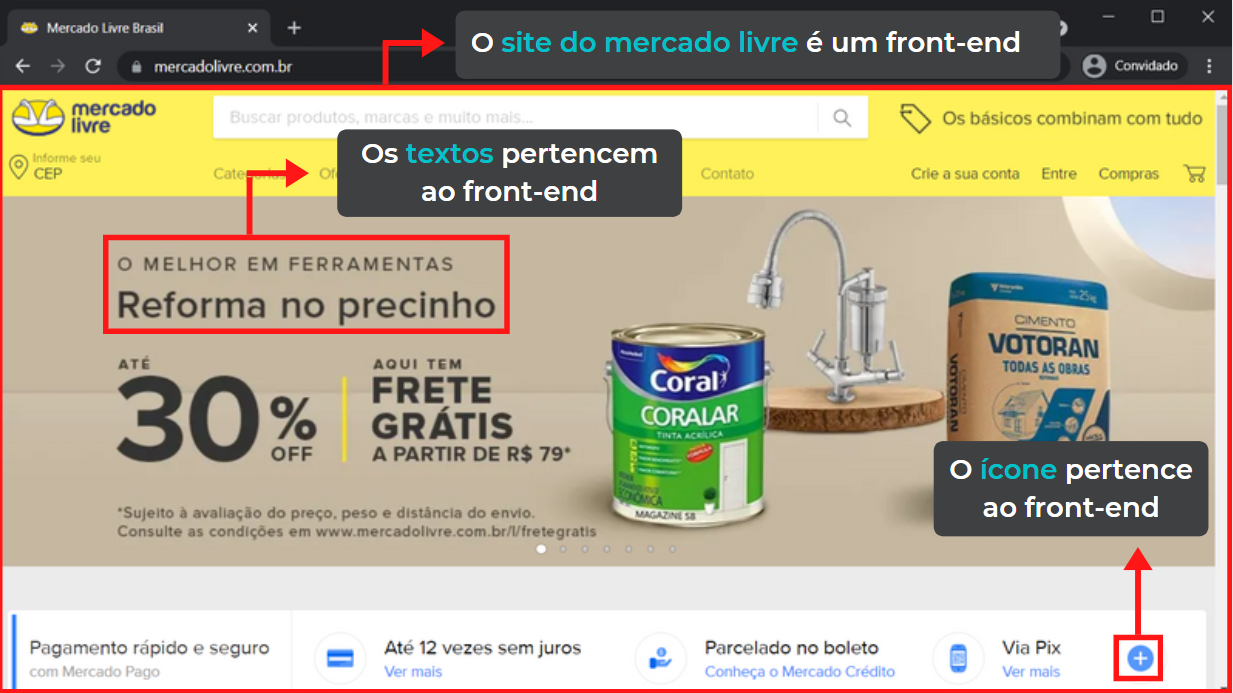 Mercado Livre Brasil
O site do mercado livre é um front-end
mercadolivre.com.br
Convidado
mercado
livre
Buscar produtos, marcas e muito mais...
Os básicos combinam com tudo
Informe seu
CEP
Os textos pertencem
ao front-end
Contato
Crie a sua conta
Entre
Compras
O MELHOR EM FERRAMENTAS
Reforma no precinho
ATÉ
30%
OFF
AQUI TEM
FRETE
GRÁTIS
A PARTIR DE R$ 79*
*Sujeito à avaliação do preço, peso e distância do envio.
Consulte as condições em www.mercadolivre.com.br/l/fretegratis
Coral
CORALAR
TINTA ACRÍLICA
ECONÔMICA
MAGAZINE SB
25kg
CIMENTO
VOTORAN
TODAS AS OBRAS
VOTORAN
O ícone pertence
ao front-end
Pagamento rápido e seguro
com Mercado Pago
Até 12 vezes sem juros
Ver mais
Parcelado no boleto
Conheça o Mercado Crédito
Via Pix
Ver mais